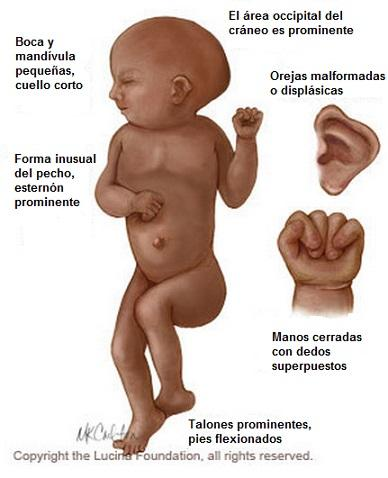 El área occipital del
cráneo es prominente
Boca y
mandívula
pequeñas,
cuello corto
Orejas malformadas
o displásicas
Forma inusual
del pecho,
esternón
prominente
Manos cerradas
con dedos
superpuestos
Talones prominentes,
pies flexionados
Copyright the Lucina Foundation, all rights reserved.